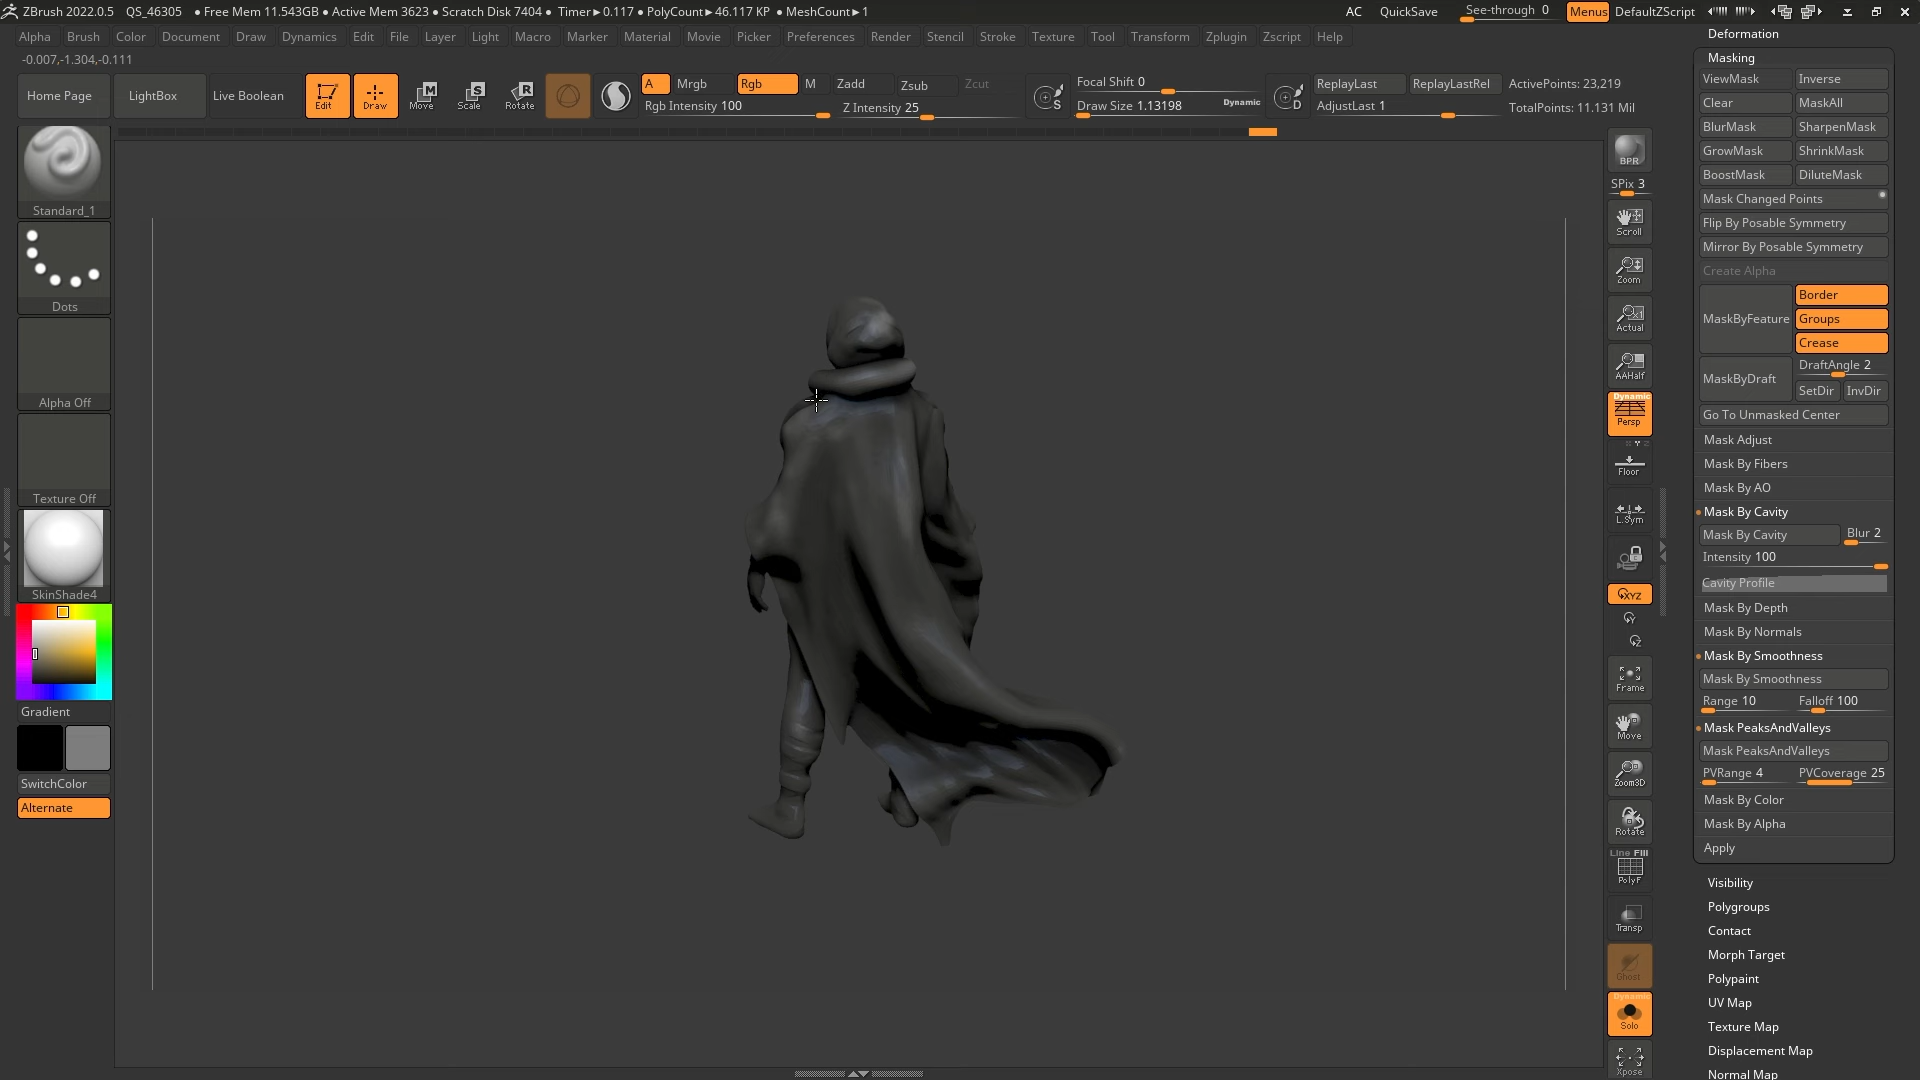 ZBrush 2022.0.5 QS_46305 • Free Mem 11.543GB • Active Mem 3623 • Scratch Disk 7404 • Timer►0.117 • PolyCount►46.117 KP • MeshCount►1 AC QuickSave See-through 0 Menus DefaultZScript
Alpha Brush Color Document Draw Dynamics Edit File Layer Light Macro Marker Material Movie Picker Preferences Render Stencil Stroke Texture Tool Transform Zplugin Zscript Help
-0.007,-1.304,-0.111
Home Page LightBox Live Boolean Edit Draw Move Scale Rotate
A Mrgb Rgb M Zadd Zsub Zcut
Rgb Intensity 100 Z Intensity 25
Focal Shift 0
Draw Size 1.13198 Dynamic
ReplayLast ReplayLastRel
AdjustLast 1
ActivePoints: 23,219
TotalPoints: 11.131 Mil
Standard_1
Dots
Alpha Off
Texture Off
SkinShade4
Gradient
SwitchColor
Alternate
BPR
SPix 3
Scroll
Zoom
Actual
AAHalf
Dynamic
Persp
Floor
L.Sym
XYZ
Y
Z
Frame
Move
Zoom3D
Rotate
Line Fill
PolyF
Transp
Ghost
Dynamic
Solo
Xpose
Deformation
Masking
ViewMask Inverse
Clear MaskAll
BlurMask SharpenMask
GrowMask ShrinkMask
BoostMask DiluteMask
Mask Changed Points
Flip By Posable Symmetry
Mirror By Posable Symmetry
Create Alpha
MaskByFeature
Border
Groups
Crease
MaskByDraft
DraftAngle 2
SetDir InvDir
Go To Unmasked Center
Mask Adjust
Mask By Fibers
Mask By AO
Mask By Cavity
Mask By Cavity Blur 2
Intensity 100
Cavity Profile
Mask By Depth
Mask By Normals
Mask By Smoothness
Mask By Smoothness
Range 10 Falloff 100
Mask PeaksAndValleys
Mask PeaksAndValleys
PVRange 4 PVCoverage 25
Mask By Color
Mask By Alpha
Apply
Visibility
Polygroups
Contact
Morph Target
Polypaint
UV Map
Texture Map
Displacement Map
Normal Map